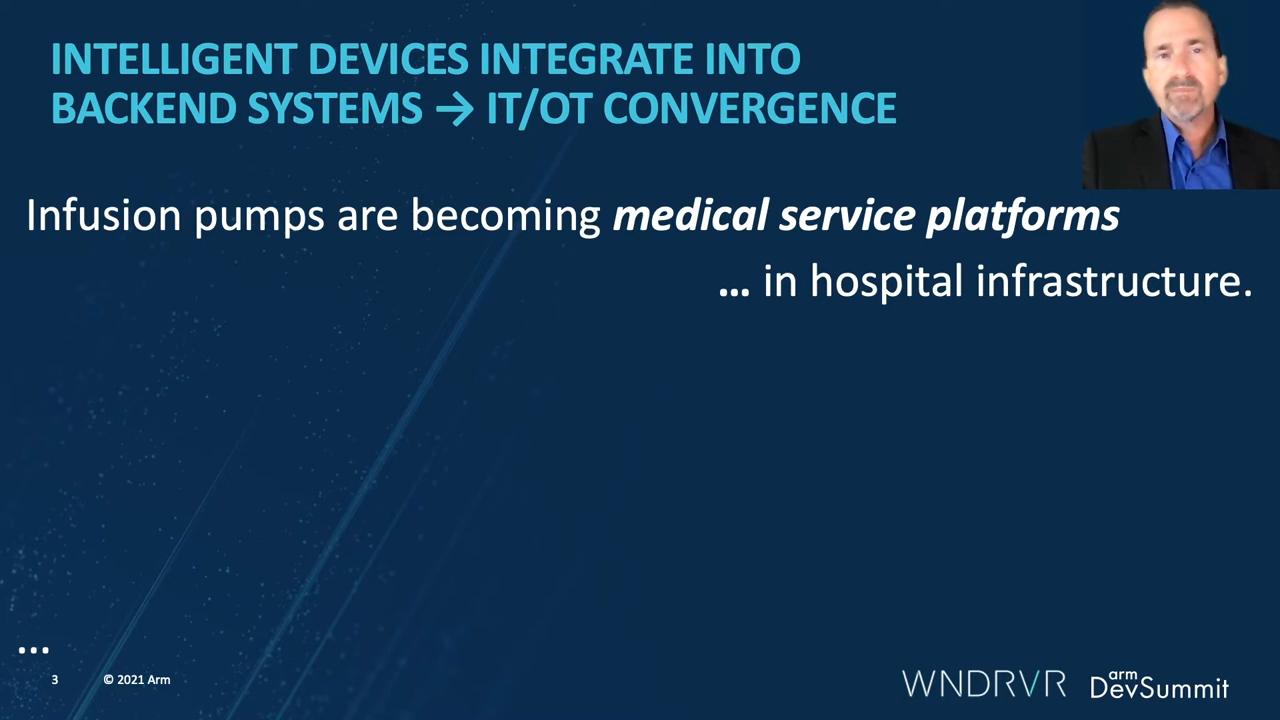 INTELLIGENT DEVICES INTEGRATE INTO
BACKEND SYSTEMS → IT/OT CONVERGENCE
Infusion pumps are becoming medical service platforms
... in hospital infrastructure.
...
3 © 2021 Arm
WNDRVR
arm
DevSummit